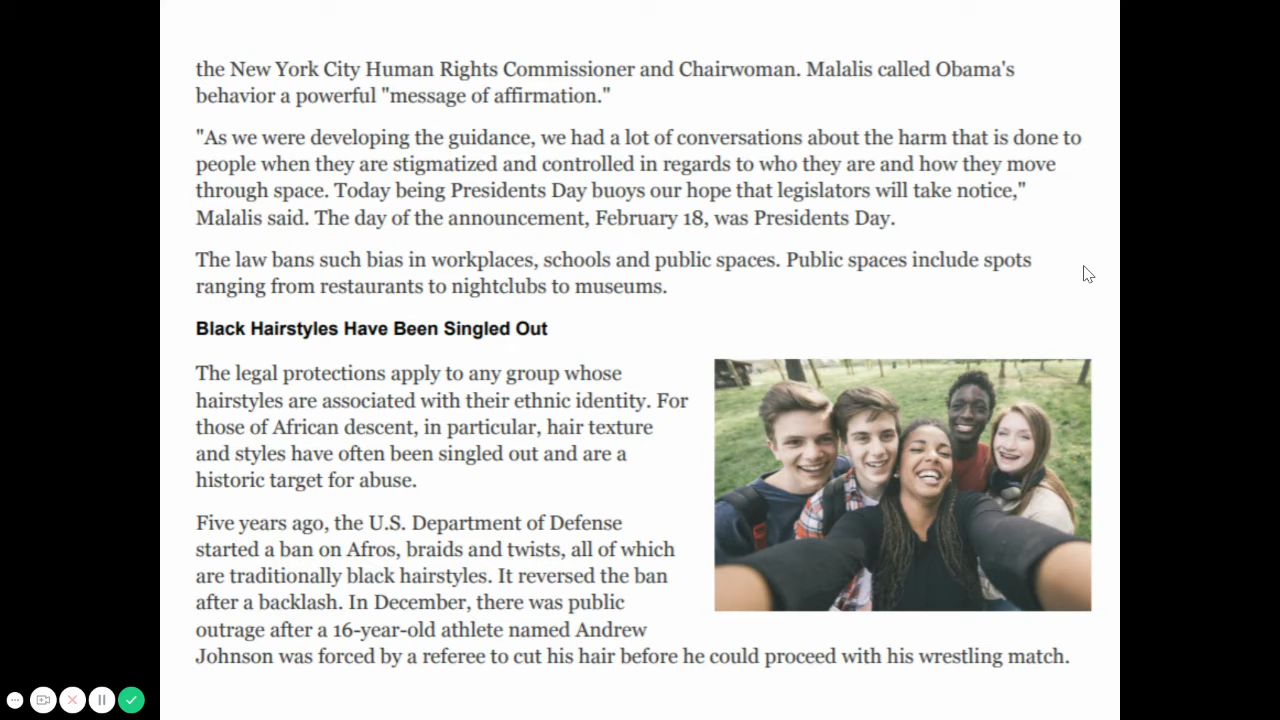 the New York City Human Rights Commissioner and Chairwoman. Malalis called Obama's
behavior a powerful "message of affirmation."
"As we were developing the guidance, we had a lot of conversations about the harm that is done to
people when they are stigmatized and controlled in regards to who they are and how they move
through space. Today being Presidents Day buoys our hope that legislators will take notice,"
Malalis said. The day of the announcement, February 18, was Presidents Day.
The law bans such bias in workplaces, schools and public spaces. Public spaces include spots
ranging from restaurants to nightclubs to museums.
Black Hairstyles Have Been Singled Out
The legal protections apply to any group whose
hairstyles are associated with their ethnic identity. For
those of African descent, in particular, hair texture
and styles have often been singled out and are a
historic target for abuse.
Five years ago, the U.S. Department of Defense
started a ban on Afros, braids and twists, all of which
are traditionally black hairstyles. It reversed the ban
after a backlash. In December, there was public
outrage after a 16-year-old athlete named Andrew
Johnson was forced by a referee to cut his hair before he could proceed with his wrestling match.